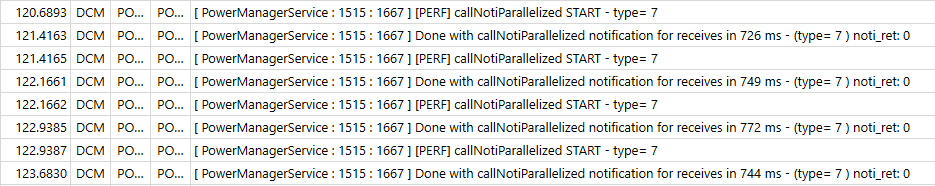 120.6893 DCM PO... PO... [ PowerManagerService : 1515 : 1667 ] [PERF] callNotiParallelized START - type= 7
121.4163 DCM PO... PO... [ PowerManagerService : 1515 : 1667 ] Done with callNotiParallelized notification for receives in 726 ms - (type= 7 ) noti_ret: 0
121.4165 DCM PO... PO... [ PowerManagerService : 1515 : 1667 ] [PERF] callNotiParallelized START - type= 7
122.1661 DCM PO... PO... [ PowerManagerService : 1515 : 1667 ] Done with callNotiParallelized notification for receives in 749 ms - (type= 7 ) noti_ret: 0
122.1662 DCM PO... PO... [ PowerManagerService : 1515 : 1667 ] [PERF] callNotiParallelized START - type= 7
122.9385 DCM PO... PO... [ PowerManagerService : 1515 : 1667 ] Done with callNotiParallelized notification for receives in 772 ms - (type= 7 ) noti_ret: 0
122.9387 DCM PO... PO... [ PowerManagerService : 1515 : 1667 ] [PERF] callNotiParallelized START - type= 7
123.6830 DCM PO... PO... [ PowerManagerService : 1515 : 1667 ] Done with callNotiParallelized notification for receives in 744 ms - (type= 7 ) noti_ret: 0